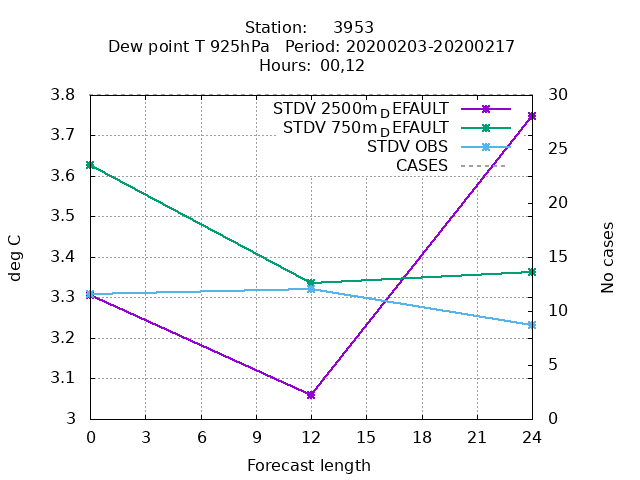 Station:     3953
Dew point T 925hPa   Period: 20200203-20200217
Hours:  00,12
STDV 2500m_DEFAULT
STDV 750m_DEFAULT
STDV OBS
CASES
3.8
3.7
3.6
3.5
3.4
3.3
3.2
3.1
3
deg C
30
25
20
15
10
5
0
No cases
0 3 6 9 12 15 18 21 24
Forecast length